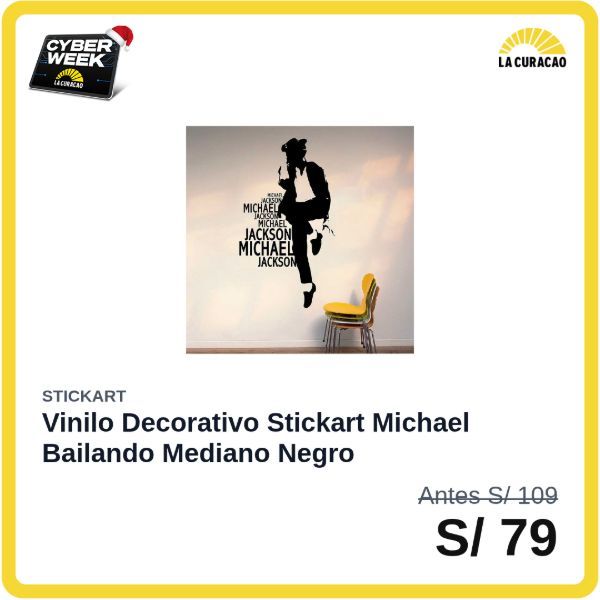 CYBER
WEEK
LA CURACAO
LA CURACAO
MICHAEL
JACKSON
MICHAEL
JACKSON
MICHAEL
JACKSON
MICHAEL
JACKSON
STICKART
Vinilo Decorativo Stickart Michael
Bailando Mediano Negro
Antes S/ 109
S/ 79